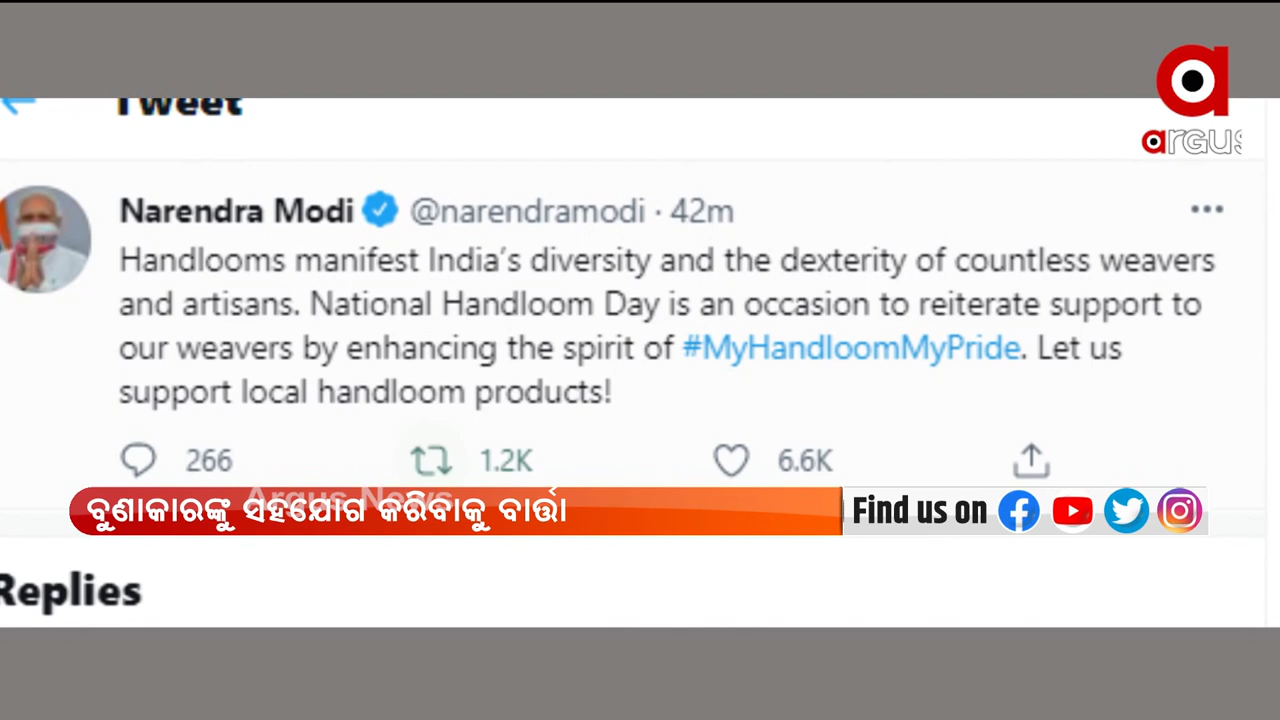 Tweet
argus
Narendra Modi @narendramodi · 42m
Handlooms manifest India’s diversity and the dexterity of countless weavers
and artisans. National Handloom Day is an occasion to reiterate support to
our weavers by enhancing the spirit of #MyHandloomMyPride. Let us
support local handloom products!
266 1.2K 6.6K
Argus News
ବୁଣାକାରଙ୍କୁ ସହଯୋଗ କରିବାକୁ ବାର୍ତ୍ତା
Find us on
Replies